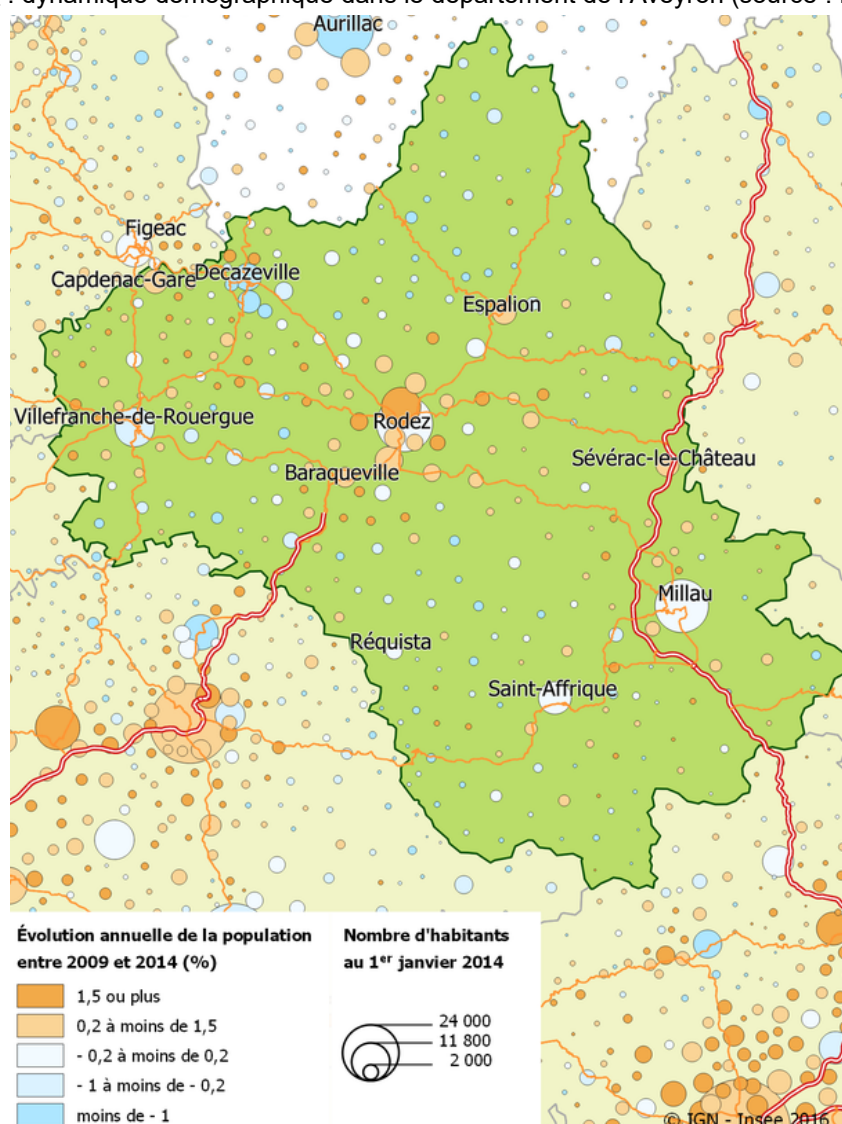 : dynamique démographique dans le département de l'Aveyron (source :
Aurillac
Figeac
Capdenac-Gare
Decazeville
Espalion
Villefranche-de-Rouergue
Rodez
Baraqueville
Sévérac-le-Château
Millau
Réquista
Saint-Affrique
Évolution annuelle de la population
entre 2009 et 2014 (%)
1,5 ou plus
0,2 à moins de 1,5
- 0,2 à moins de 0,2
- 1 à moins de - 0,2
moins de - 1
Nombre d'habitants
au 1er janvier 2014
24 000
11 800
2 000
© IGN - Insee 2016